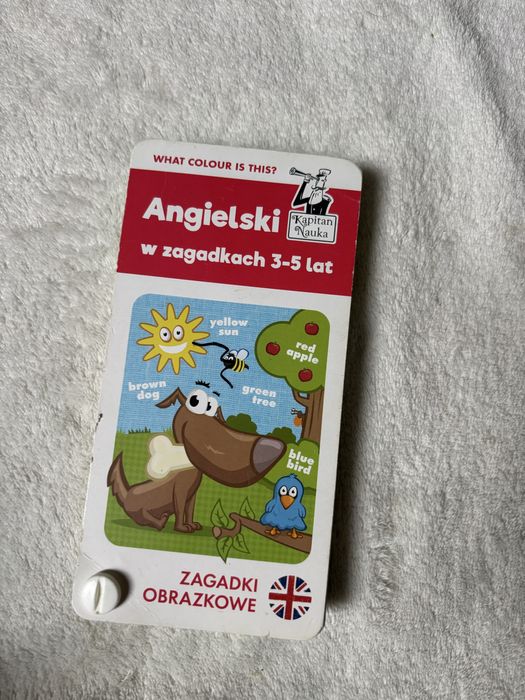 WHAT COLOUR IS THIS?
Angielski
Kapitan
Nauka
w zagadkach 3-5 lat
yellow
sun
red
apple
brown
dog
green
tree
blue
bird
ZAGADKI
OBRAZKOWE